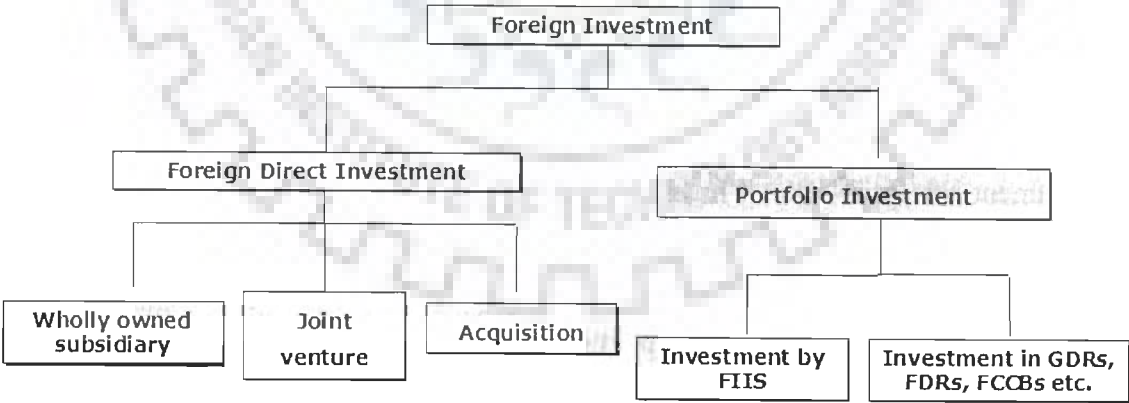 Foreign Investment
Foreign Direct Investment
Portfolio Investment
Wholly owned
subsidiary
Joint
venture
Acquisition
Investment by
FIIS
Investment in GDRs,
FDRs, FCCBs etc.